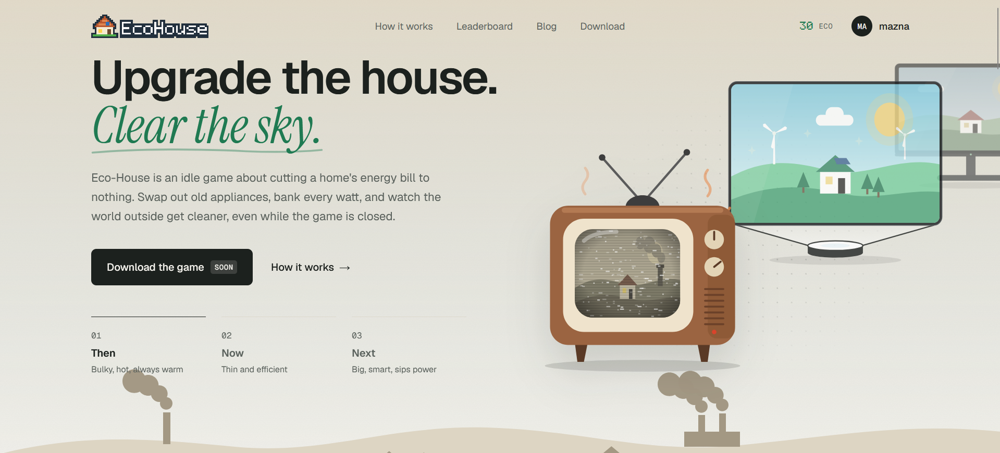 EcoHouse
How it works
Leaderboard
Blog
Download
30 ECO
MA
mazna
Upgrade the house.
Clear the sky.
Eco-House is an idle game about cutting a home's energy bill to
nothing. Swap out old appliances, bank every watt, and watch the
world outside get cleaner, even while the game is closed.
Download the game SOON
How it works →
01
Then
Bulky, hot, always warm
02
Now
Thin and efficient
03
Next
Big, smart, sips power